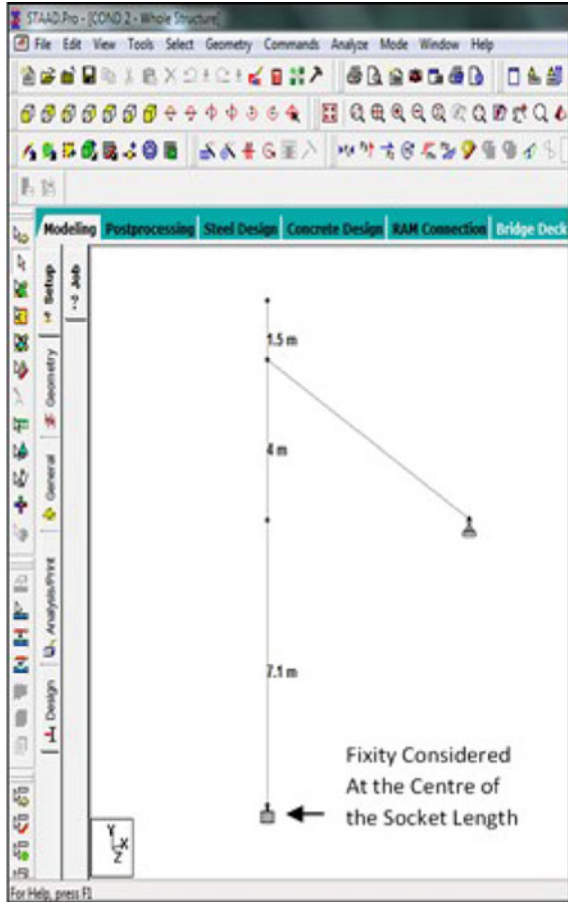 STAAD.Pro - [COND 2 - Whole Structure]
File Edit View Tools Select Geometry Commands Analyze Mode Window Help
Modeling Postprocessing Steel Design Concrete Design RAM Connection Bridge Deck
Setup
Job
Geometry
General
Analysis/Print
Design
1.5 m
4 m
7.1 m
Fixity Considered
At the Centre of
the Socket Length
Y
X
Z
For Help, press F1